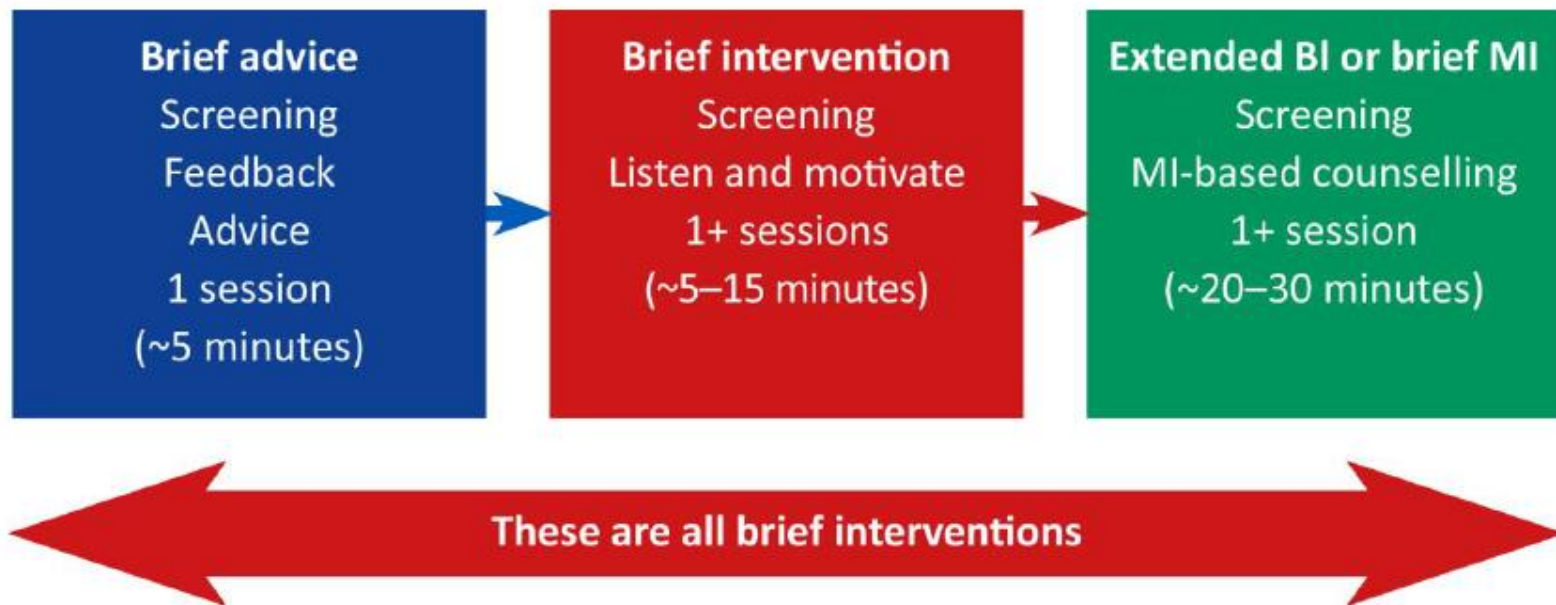 Brief advice
Screening
Feedback
Advice
1 session
(~5 minutes)
Brief intervention
Screening
Listen and motivate
1+ sessions
(~5–15 minutes)
Extended BI or brief MI
Screening
MI-based counselling
1+ session
(~20–30 minutes)
These are all brief interventions